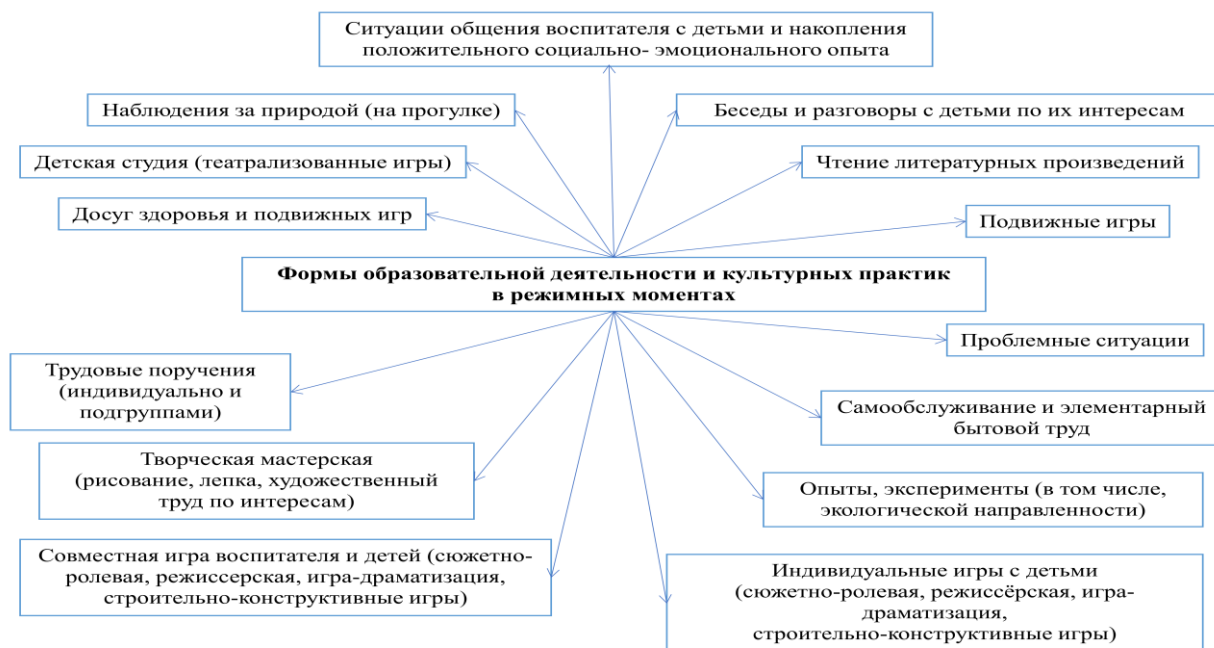 Ситуации общения воспитателя с детьми и накопления
положительного социально- эмоционального опыта
Наблюдения за природой (на прогулке)
Беседы и разговоры с детьми по их интересам
Детская студия (театрализованные игры)
Чтение литературных произведений
Досуг здоровья и подвижных игр
Подвижные игры
Формы образовательной деятельности и культурных практик
в режимных моментах
Проблемные ситуации
Трудовые поручения
(индивидуально и
подгруппами)
Самообслуживание и элементарный
бытовой труд
Творческая мастерская
(рисование, лепка, художественный
труд по интересам)
Опыты, эксперименты (в том числе,
экологической направленности)
Совместная игра воспитателя и детей (сюжетно-
ролевая, режиссерская, игра-драматизация,
строительно-конструктивные игры)
Индивидуальные игры с детьми
(сюжетно-ролевая, режиссёрская, игра-
драматизация,
строительно-конструктивные игры)